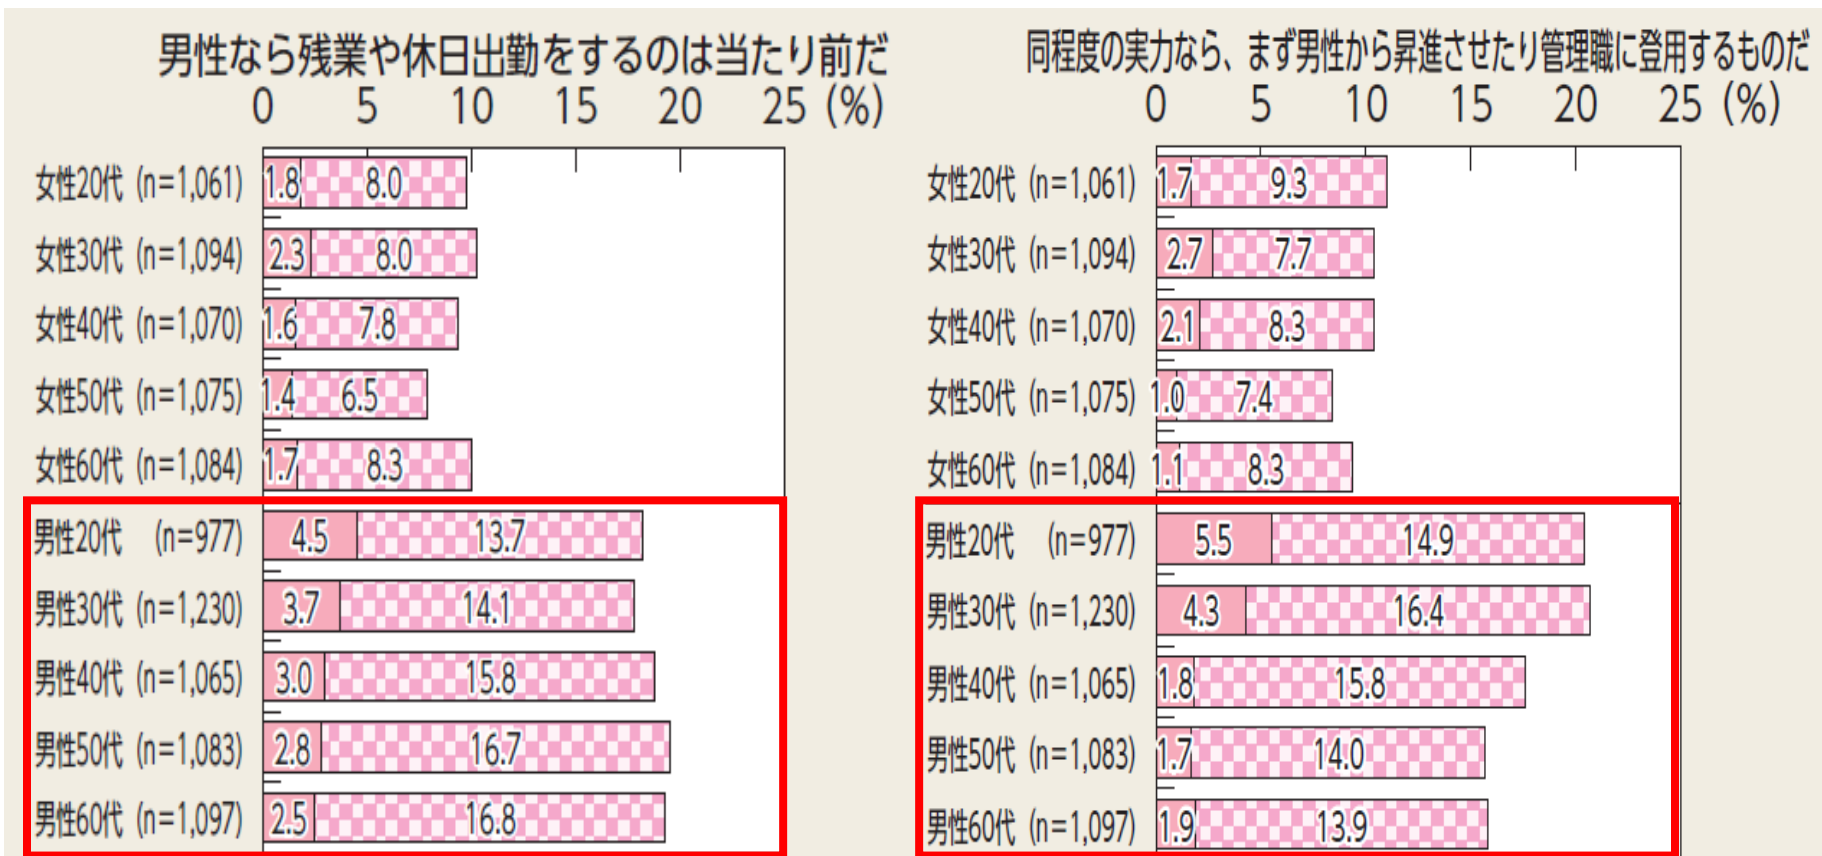 男性なら残業や休日出勤をするのは当たり前だ
0 5 10 15 20 25 (%)
女性20代 (n=1,061) 1.8 8.0
女性30代 (n=1,094) 2.3 8.0
女性40代 (n=1,070) 1.6 7.8
女性50代 (n=1,075) 1.4 6.5
女性60代 (n=1,084) 1.7 8.3
男性20代 (n=977) 4.5 13.7
男性30代 (n=1,230) 3.7 14.1
男性40代 (n=1,065) 3.0 15.8
男性50代 (n=1,083) 2.8 16.7
男性60代 (n=1,097) 2.5 16.8
同程度の実力なら、まず男性から昇進させたり管理職に登用するものだ
0 5 10 15 20 25 (%)
女性20代 (n=1,061) 1.7 9.3
女性30代 (n=1,094) 2.7 7.7
女性40代 (n=1,070) 2.1 8.3
女性50代 (n=1,075) 1.0 7.4
女性60代 (n=1,084) 1.1 8.3
男性20代 (n=977) 5.5 14.9
男性30代 (n=1,230) 4.3 16.4
男性40代 (n=1,065) 1.8 15.8
男性50代 (n=1,083) 1.7 14.0
男性60代 (n=1,097) 1.9 13.9